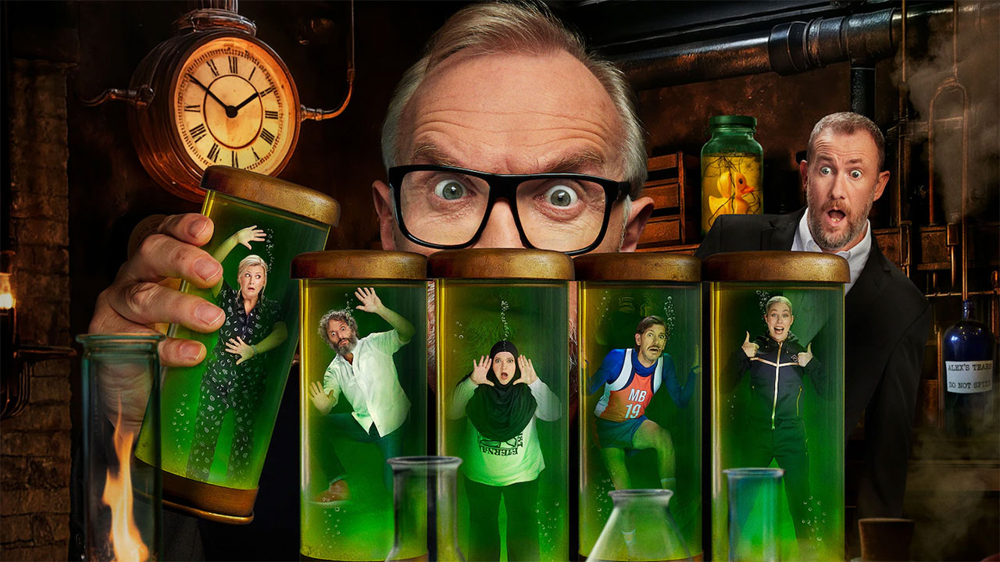 ALEX'S TEARS
DO NOT SPILL
MB
19